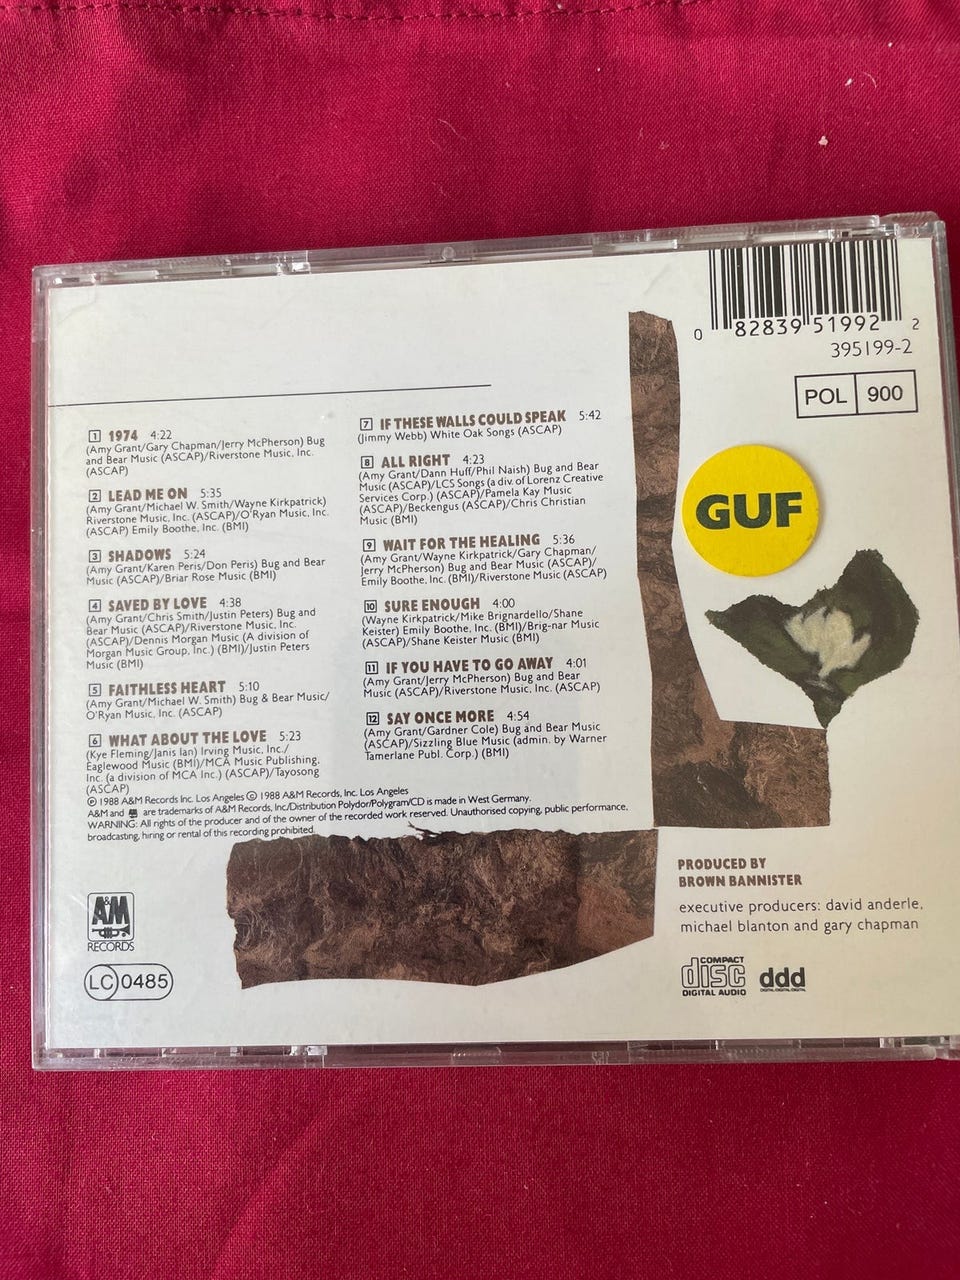 0 82839 51992 2
395199-2
POL 900
GUF
1 1974 4:22
(Amy Grant/Gary Chapman/Jerry McPherson) Bug
and Bear Music (ASCAP)/Riverstone Music, Inc.
(ASCAP)
2 LEAD ME ON 5:35
(Amy Grant/Michael W. Smith/Wayne Kirkpatrick)
Riverstone Music, Inc. (ASCAP)/O'Ryan Music, Inc.
(ASCAP) Emily Boothe, Inc. (BMI)
3 SHADOWS 5:24
(Amy Grant/Karen Peris/Don Peris) Bug and Bear
Music (ASCAP)/Briar Rose Music (BMI)
4 SAVED BY LOVE 4:38
(Amy Grant/Chris Smith/Justin Peters) Bug and
Bear Music (ASCAP)/Riverstone Music, Inc.
(ASCAP)/Dennis Morgan Music (A division of
Morgan Music Group, Inc.) (BMI)/Justin Peters
Music (BMI)
5 FAITHLESS HEART 5:10
(Amy Grant/Michael W. Smith) Bug & Bear Music/
O'Ryan Music, Inc. (ASCAP)
6 WHAT ABOUT THE LOVE 5:23
(Kye Fleming/Janis Ian) Irving Music, Inc./
Eaglewood Music (BMI)/MCA Music Publishing,
Inc. (a division of MCA Inc.) (ASCAP)/Tayosong
(ASCAP)
7 IF THESE WALLS COULD SPEAK 5:42
(Jimmy Webb) White Oak Songs (ASCAP)
8 ALL RIGHT 4:23
(Amy Grant/Dann Huff/Phil Naish) Bug and Bear
Music (ASCAP)/LCS Songs (a div. of Lorenz Creative
Services Corp.) (ASCAP)/Pamela Kay Music
(ASCAP)/Beckengus (ASCAP)/Chris Christian
Music (BMI)
9 WAIT FOR THE HEALING 5:36
(Amy Grant/Wayne Kirkpatrick/Gary Chapman/
Jerry McPherson) Bug and Bear Music (ASCAP)/
Emily Boothe, Inc. (BMI)/Riverstone Music (ASCAP)
10 SURE ENOUGH 4:00
(Wayne Kirkpatrick/Mike Brignardello/Shane
Keister) Emily Boothe, Inc. (BMI)/Brig-nar Music
(ASCAP)/Shane Keister Music (BMI)
11 IF YOU HAVE TO GO AWAY 4:01
(Amy Grant/Jerry McPherson) Bug and Bear
Music (ASCAP)/Riverstone Music, Inc. (ASCAP)
12 SAY ONCE MORE 4:54
(Amy Grant/Gardner Cole) Bug and Bear Music
(ASCAP)/Sizzling Blue Music (admin. by Warner
Tamerlane Publ. Corp.) (BMI)
℗ 1988 A&M Records Inc. Los Angeles © 1988 A&M Records, Inc. Los Angeles
A&M and A&M are trademarks of A&M Records, Inc/Distribution Polydor/Polygram/CD is made in West Germany.
WARNING: All rights of the producer and of the owner of the recorded work reserved. Unauthorised copying, public performance,
broadcasting, hiring or rental of this recording prohibited.
PRODUCED BY
BROWN BANNISTER
executive producers: david anderle,
michael blanton and gary chapman
A&M
RECORDS
LC 0485
COMPACT
disc
DIGITAL AUDIO
ddd
DIGITAL·DIGITAL·DIGITAL